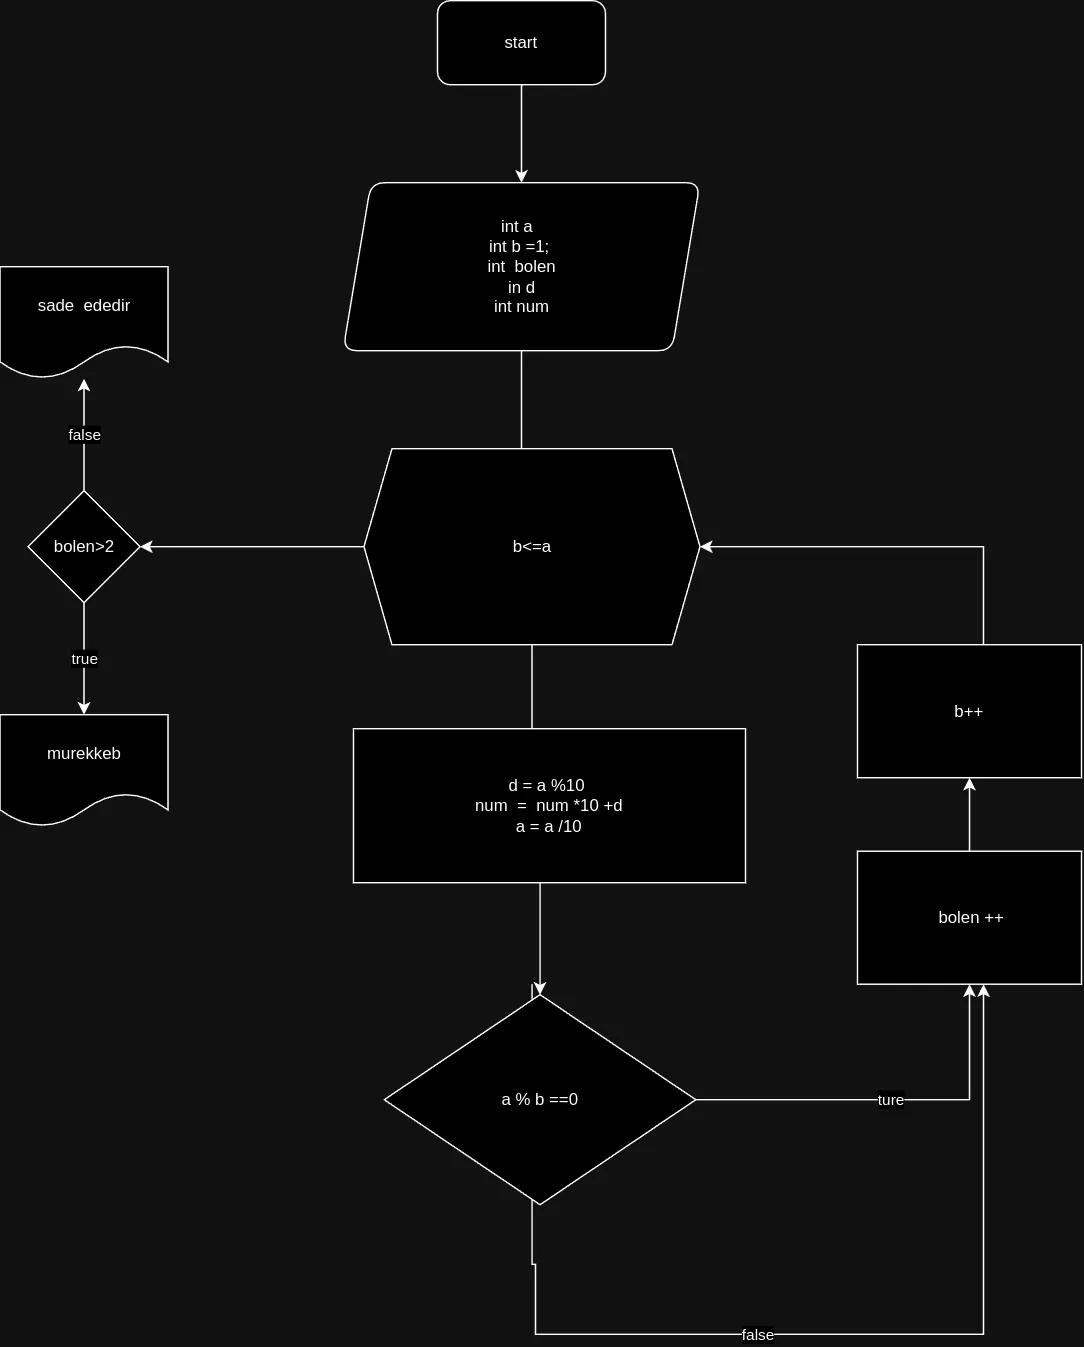 start
int a
int b =1;
int bolen
in d
int num
sade ededir
false
bolen>2
b<=a
true
murekkeb
b++
d = a %10
num = num *10 +d
a = a /10
bolen ++
a % b ==0
ture
false